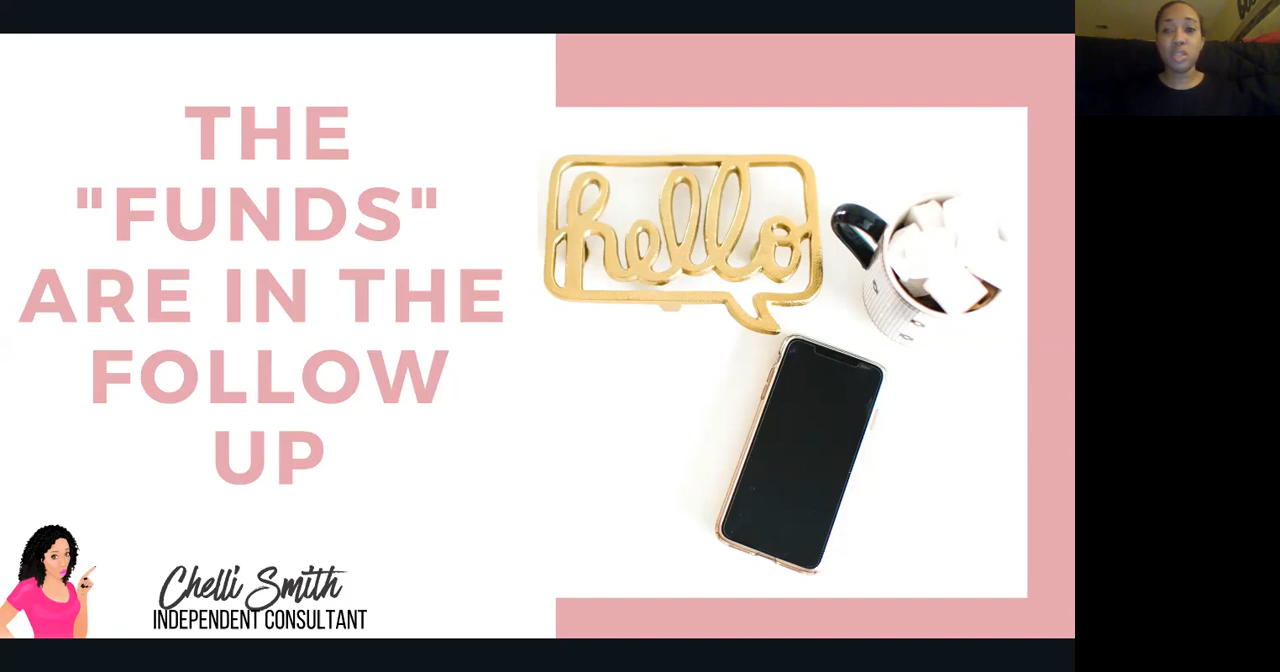 THE
"FUNDS"
ARE IN THE
FOLLOW
UP
hello
Chelli Smith
INDEPENDENT CONSULTANT